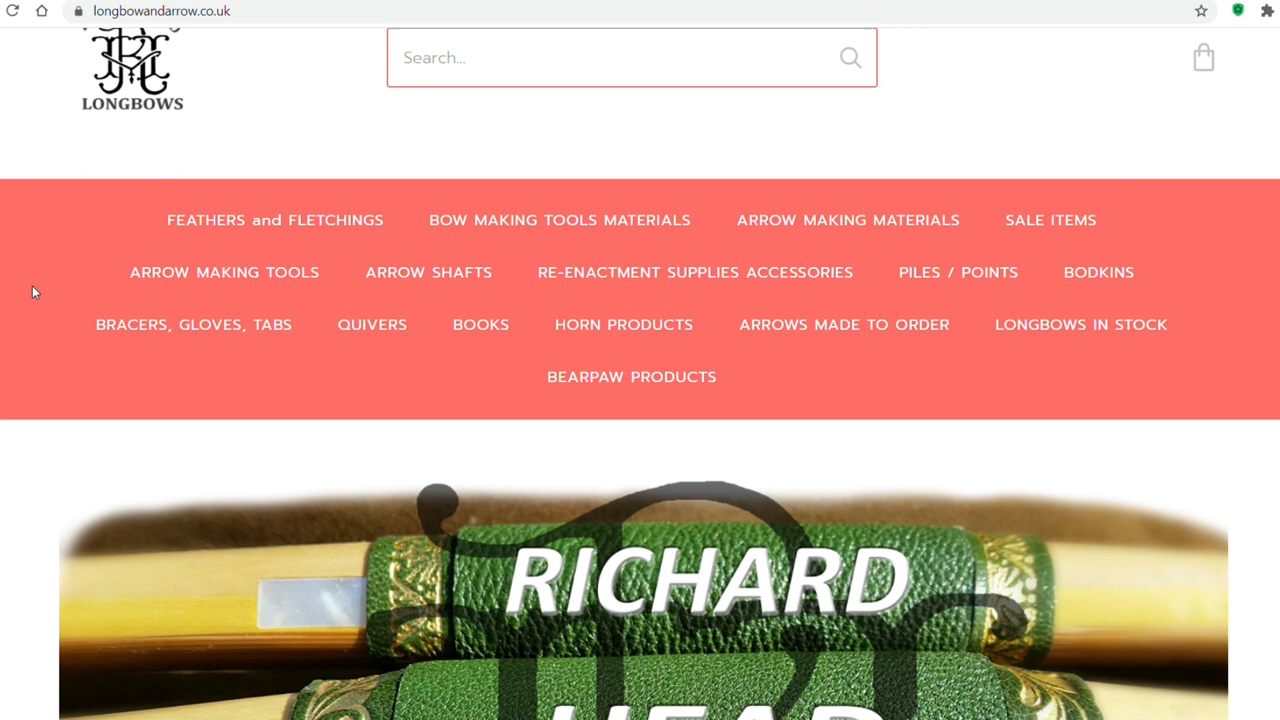 longbowandarrow.co.uk
Search...
LONGBOWS
FEATHERS and FLETCHINGS BOW MAKING TOOLS MATERIALS ARROW MAKING MATERIALS SALE ITEMS
ARROW MAKING TOOLS ARROW SHAFTS RE-ENACTMENT SUPPLIES ACCESSORIES PILES / POINTS BODKINS
BRACERS, GLOVES, TABS QUIVERS BOOKS HORN PRODUCTS ARROWS MADE TO ORDER LONGBOWS IN STOCK
BEARPAW PRODUCTS
RICHARD
HEAD